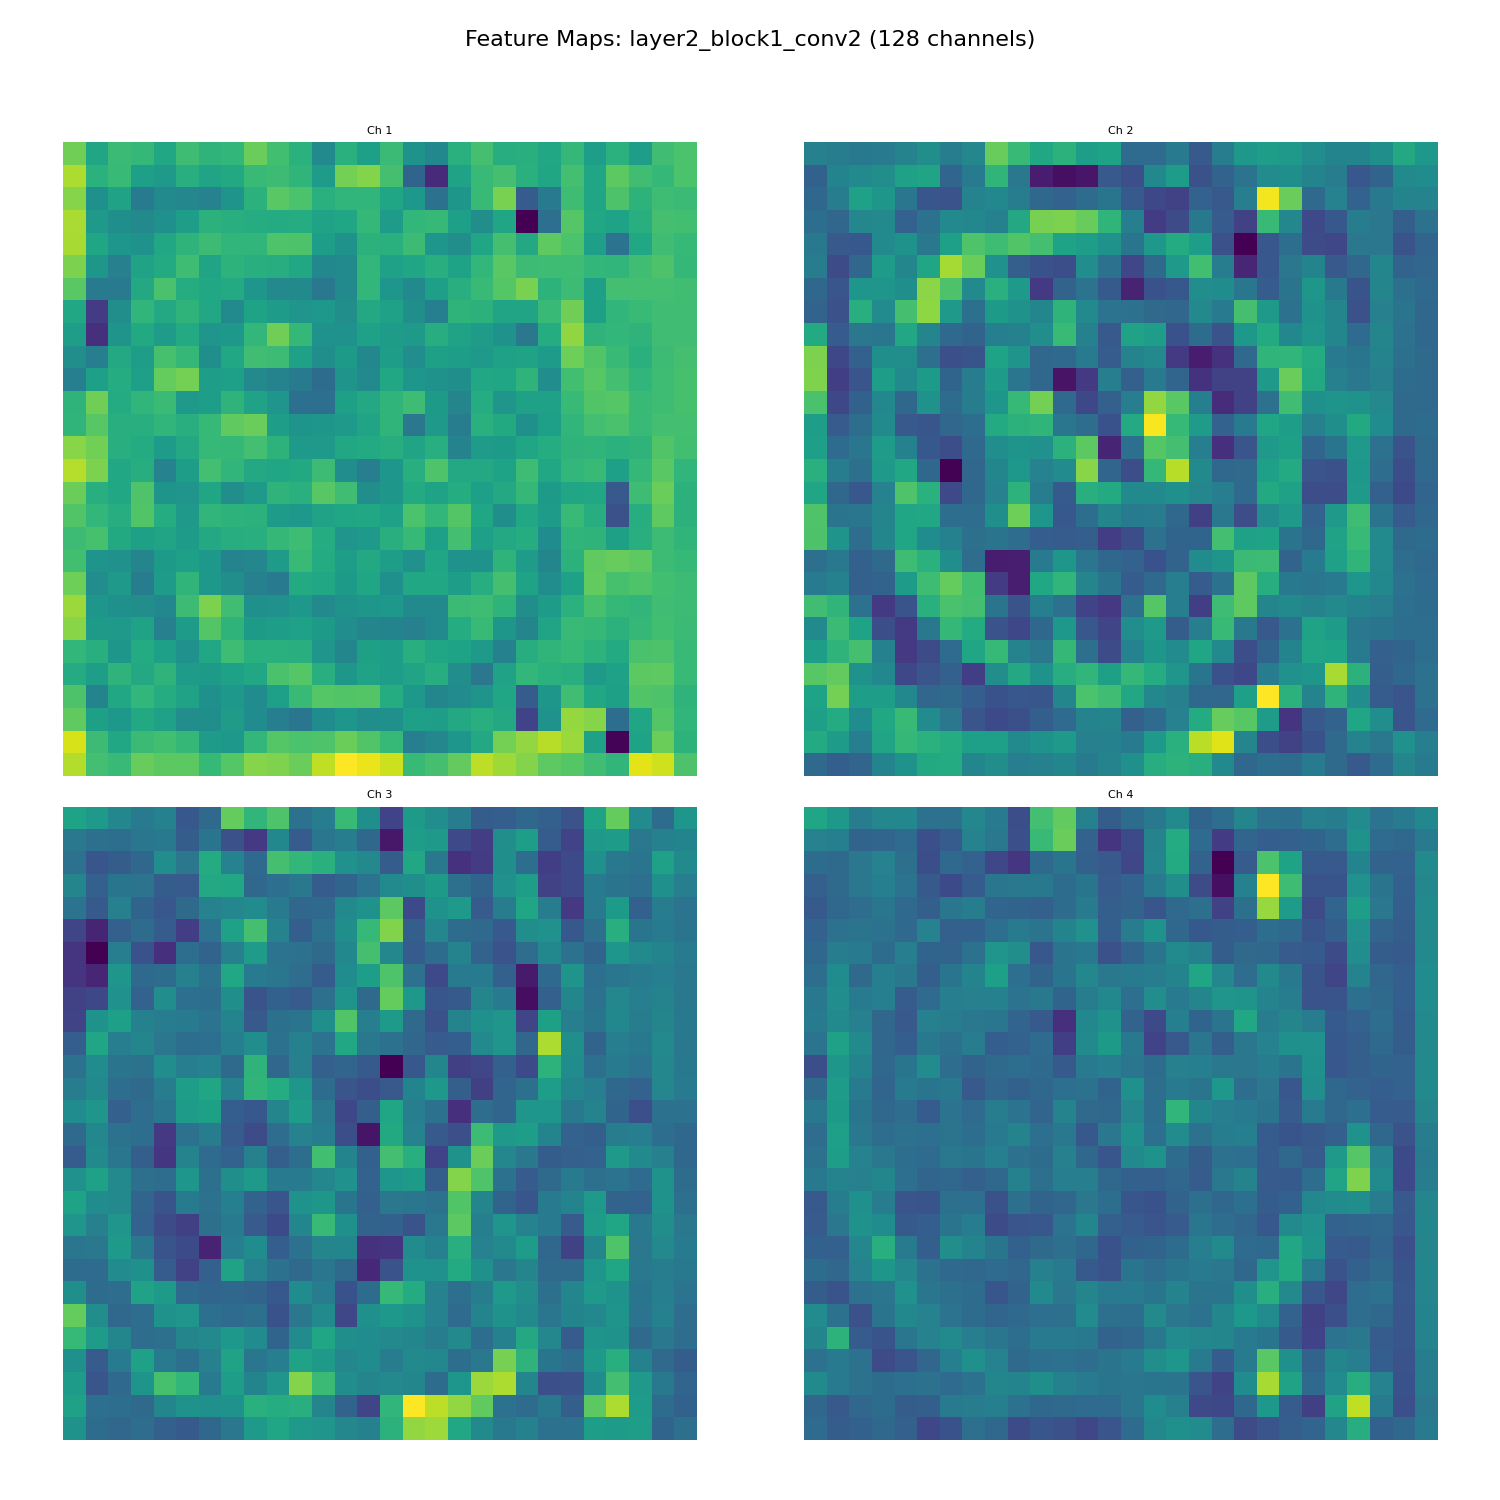 Feature Maps: layer2_block1_conv2 (128 channels)
Ch 1
Ch 2
Ch 3
Ch 4